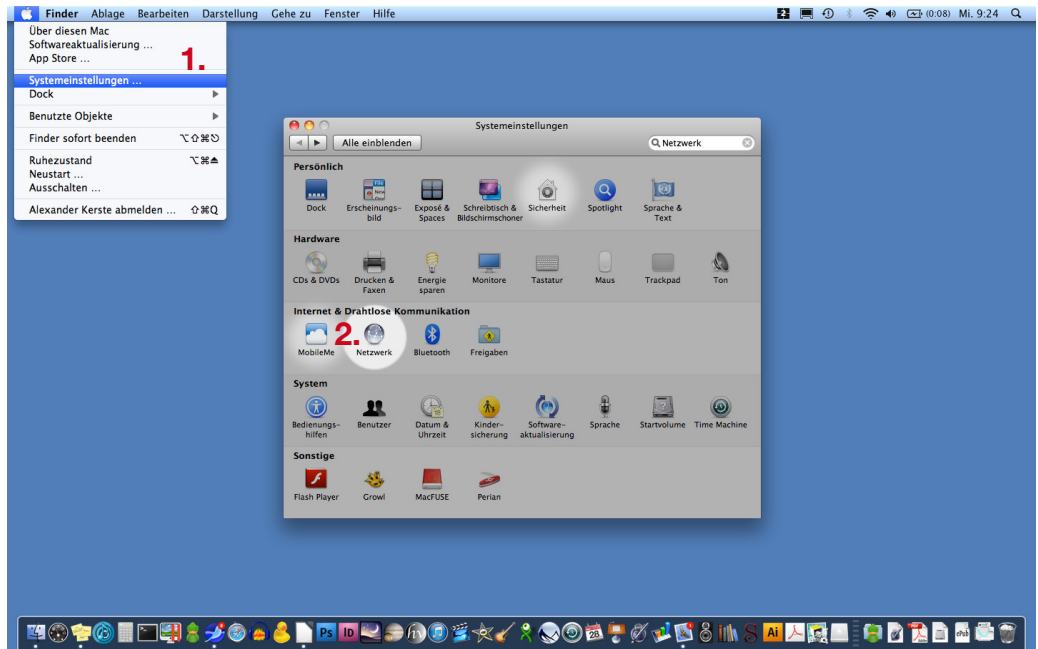 Finder Ablage Bearbeiten Darstellung Gehe zu Fenster Hilfe (0:08) Mi. 9:24
Über diesen Mac
Softwareaktualisierung ...
App Store ...
1.
Systemeinstellungen ...
Dock
Benutzte Objekte
Finder sofort beenden ⌥⇧⌘⎋
Ruhezustand ⌥⌘⏏
Neustart ...
Ausschalten ...
Alexander Kerste abmelden ... ⇧⌘Q
Systemeinstellungen
Alle einblenden Netzwerk
Persönlich
Dock Erscheinungs- Exposé & Schreibtisch & Sicherheit Spotlight Sprache &
bild Spaces Bildschirmschoner Text
Hardware
CDs & DVDs Drucken & Energie Monitore Tastatur Maus Trackpad Ton
Faxen sparen
Internet & Drahtlose Kommunikation
2.
MobileMe Netzwerk Bluetooth Freigaben
System
Bedienungs- Benutzer Datum & Kinder- Software- Sprache Startvolume Time Machine
hilfen Uhrzeit sicherung aktualisierung
Sonstige
Flash Player Growl MacFUSE Perian
Ps ID Ai ePub